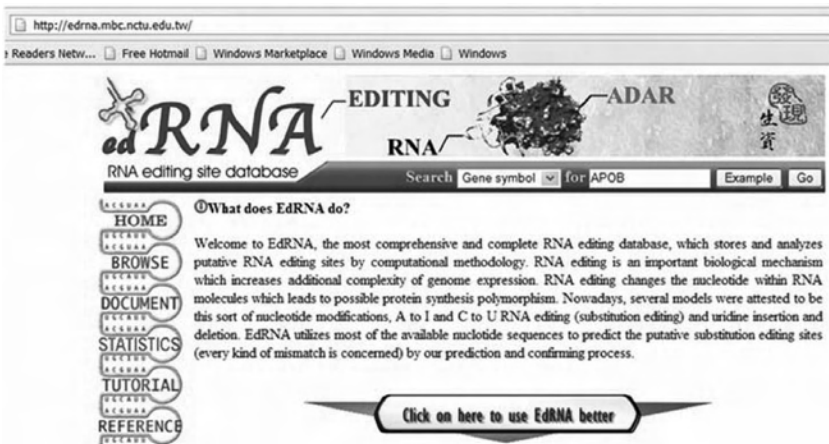 http://edrna.mbc.nctu.edu.tw/
Readers Netw... Free Hotmail Windows Marketplace Windows Media Windows
EDITING
ADAR
edRNA
RNA
發現
生資
RNA editing site database
Search Gene symbol for APOB Example Go
HOME
BROWSE
DOCUMENT
STATISTICS
TUTORIAL
REFERENCE
What does EdRNA do?
Welcome to EdRNA, the most comprehensive and complete RNA editing database, which stores and analyzes
putative RNA editing sites by computational methodology. RNA editing is an important biological mechanism
which increases additional complexity of genome expression. RNA editing changes the nucleotide within RNA
molecules which leads to possible protein synthesis polymorphism. Nowadays, several models were attested to be
this sort of nucleotide modifications, A to I and C to U RNA editing (substitution editing) and uridine insertion and
deletion. EdRNA utilizes most of the available nuclotide sequences to predict the putative substitution editing sites
(every kind of mismatch is concerned) by our prediction and confirming process.
Click on here to use EdRNA better